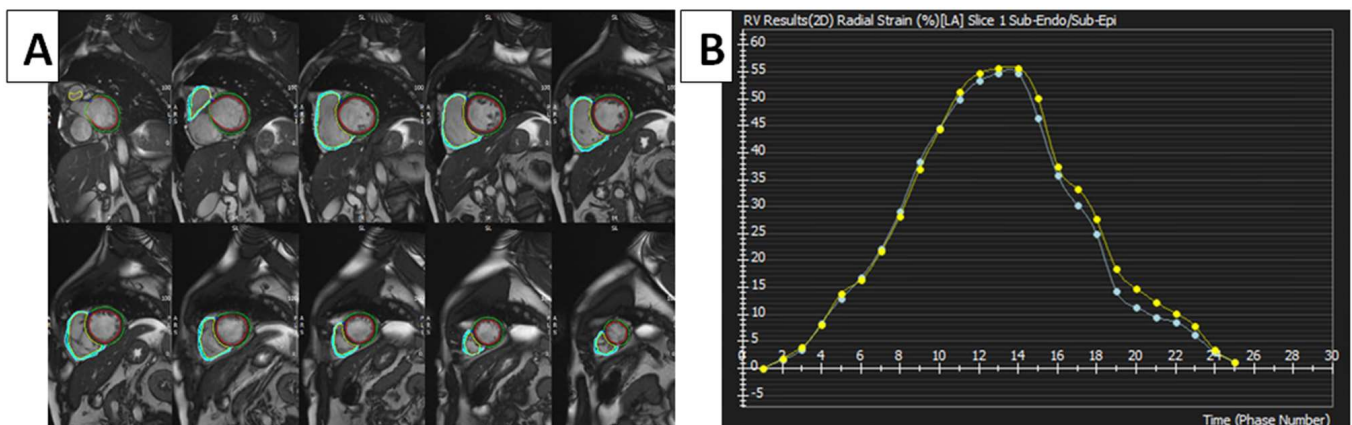 A
B
RV Results(2D) Radial Strain (%)[LA] Slice 1 Sub-Endo/Sub-Epi
60
55
50
45
40
35
30
25
20
15
10
5
0
-5
0 2 4 6 8 10 12 14 16 18 20 22 24 26 28 30
Time (Phase Number)